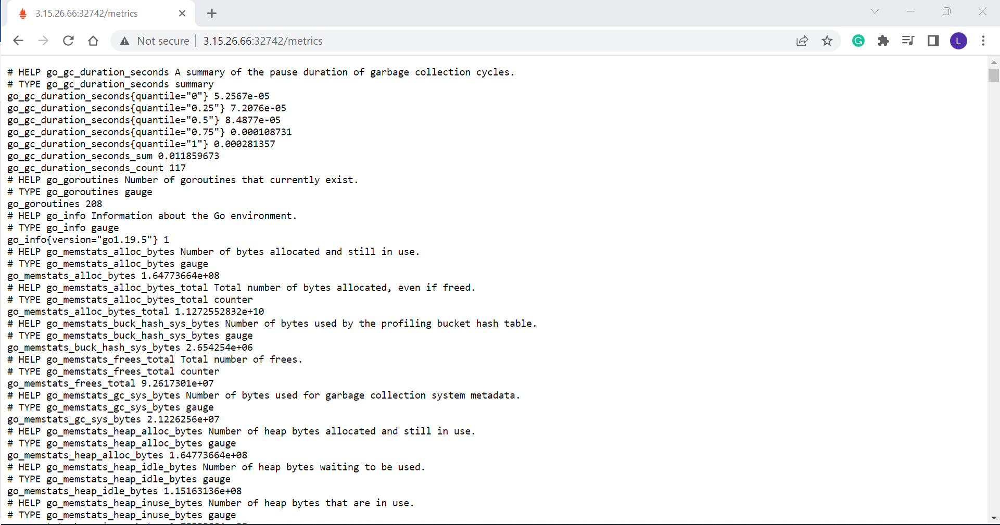 3.15.26.66:32742/metrics
Not secure 3.15.26.66:32742/metrics
L
# HELP go_gc_duration_seconds A summary of the pause duration of garbage collection cycles.
# TYPE go_gc_duration_seconds summary
go_gc_duration_seconds{quantile="0"} 5.2567e-05
go_gc_duration_seconds{quantile="0.25"} 7.2076e-05
go_gc_duration_seconds{quantile="0.5"} 8.4877e-05
go_gc_duration_seconds{quantile="0.75"} 0.000108731
go_gc_duration_seconds{quantile="1"} 0.000281357
go_gc_duration_seconds_sum 0.011859673
go_gc_duration_seconds_count 117
# HELP go_goroutines Number of goroutines that currently exist.
# TYPE go_goroutines gauge
go_goroutines 208
# HELP go_info Information about the Go environment.
# TYPE go_info gauge
go_info{version="go1.19.5"} 1
# HELP go_memstats_alloc_bytes Number of bytes allocated and still in use.
# TYPE go_memstats_alloc_bytes gauge
go_memstats_alloc_bytes 1.64773664e+08
# HELP go_memstats_alloc_bytes_total Total number of bytes allocated, even if freed.
# TYPE go_memstats_alloc_bytes_total counter
go_memstats_alloc_bytes_total 1.1272552832e+10
# HELP go_memstats_buck_hash_sys_bytes Number of bytes used by the profiling bucket hash table.
# TYPE go_memstats_buck_hash_sys_bytes gauge
go_memstats_buck_hash_sys_bytes 2.654254e+06
# HELP go_memstats_frees_total Total number of frees.
# TYPE go_memstats_frees_total counter
go_memstats_frees_total 9.2617301e+07
# HELP go_memstats_gc_sys_bytes Number of bytes used for garbage collection system metadata.
# TYPE go_memstats_gc_sys_bytes gauge
go_memstats_gc_sys_bytes 2.1226256e+07
# HELP go_memstats_heap_alloc_bytes Number of heap bytes allocated and still in use.
# TYPE go_memstats_heap_alloc_bytes gauge
go_memstats_heap_alloc_bytes 1.64773664e+08
# HELP go_memstats_heap_idle_bytes Number of heap bytes waiting to be used.
# TYPE go_memstats_heap_idle_bytes gauge
go_memstats_heap_idle_bytes 1.15163136e+08
# HELP go_memstats_heap_inuse_bytes Number of heap bytes that are in use.
# TYPE go_memstats_heap_inuse_bytes gauge